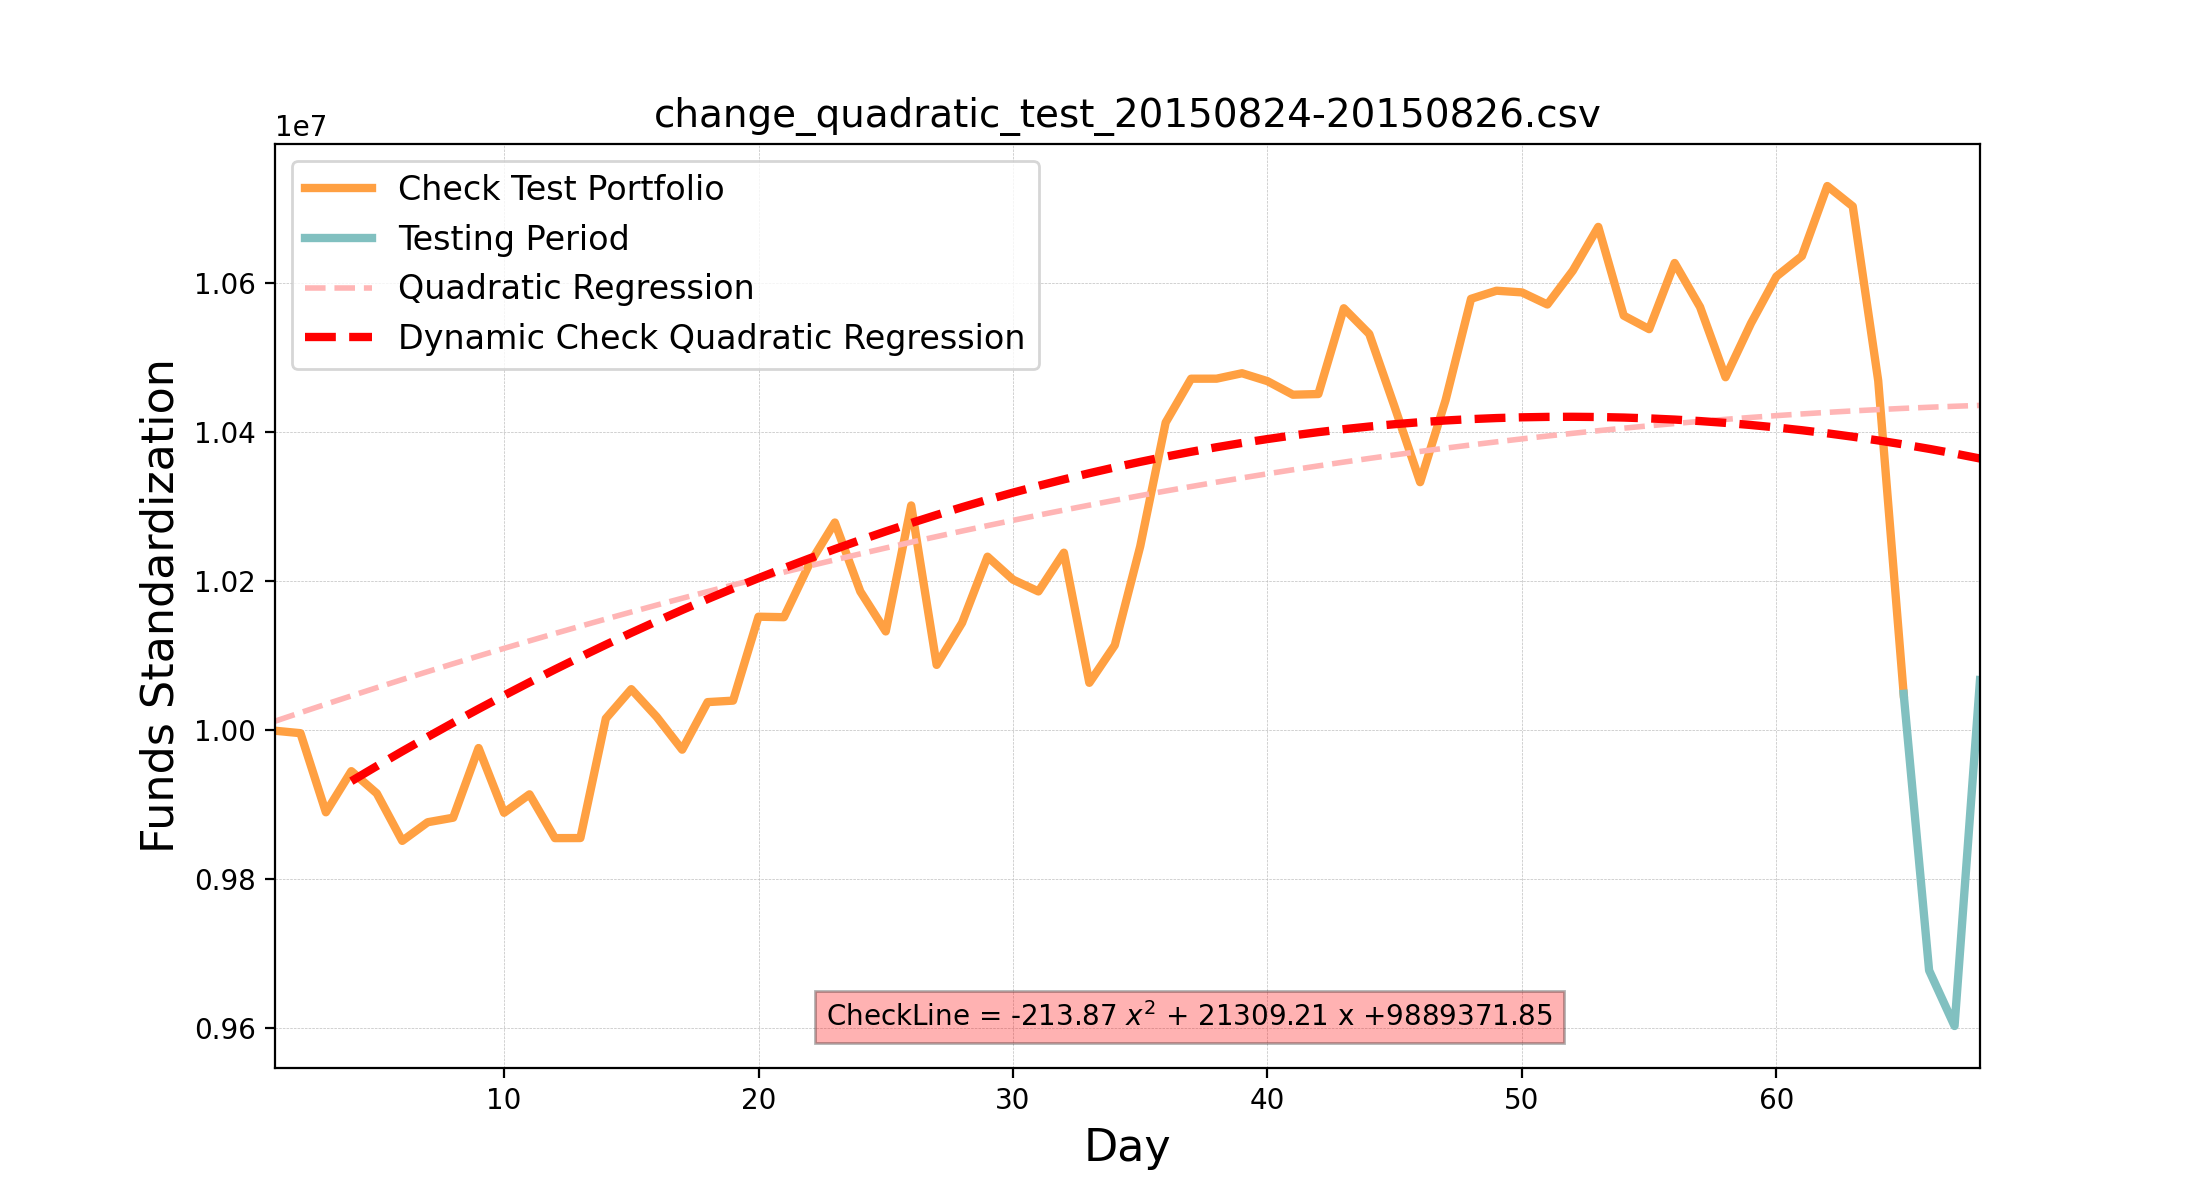 change_quadratic_test_20150824-20150826.csv
1e7
Check Test Portfolio
Testing Period
Quadratic Regression
Dynamic Check Quadratic Regression
1.06
1.04
1.02
1.00
0.98
0.96
Funds Standardization
CheckLine = -213.87 x² + 21309.21 x +9889371.85
10 20 30 40 50 60
Day